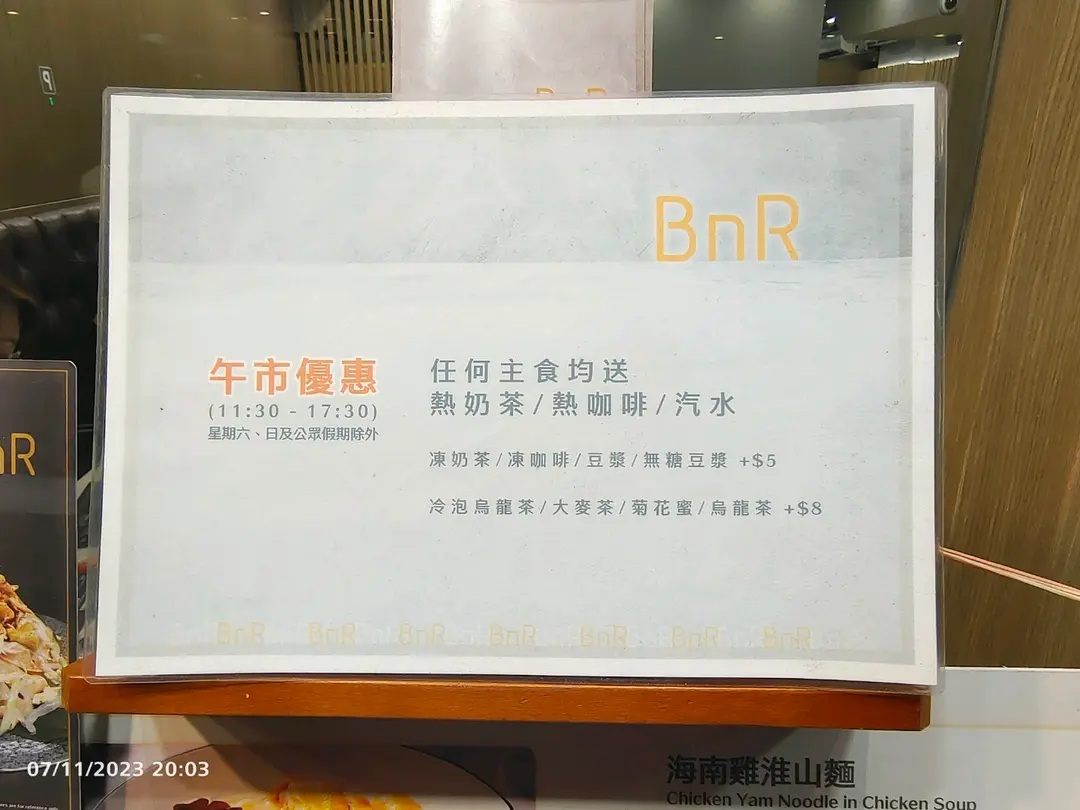 BnR
午市優惠
(11:30 - 17:30)
星期六、日及公眾假期除外
任何主食均送
熱奶茶/熱咖啡/汽水
凍奶茶/凍咖啡/豆漿/無糖豆漿 +$5
冷泡烏龍茶/大麥茶/菊花蜜/烏龍茶 +$8
BnR BnR BnR BnR BnR BnR BnR
nR
海南雞淮山麵
Chicken Yam Noodle in Chicken Soup
07/11/2023 20:03